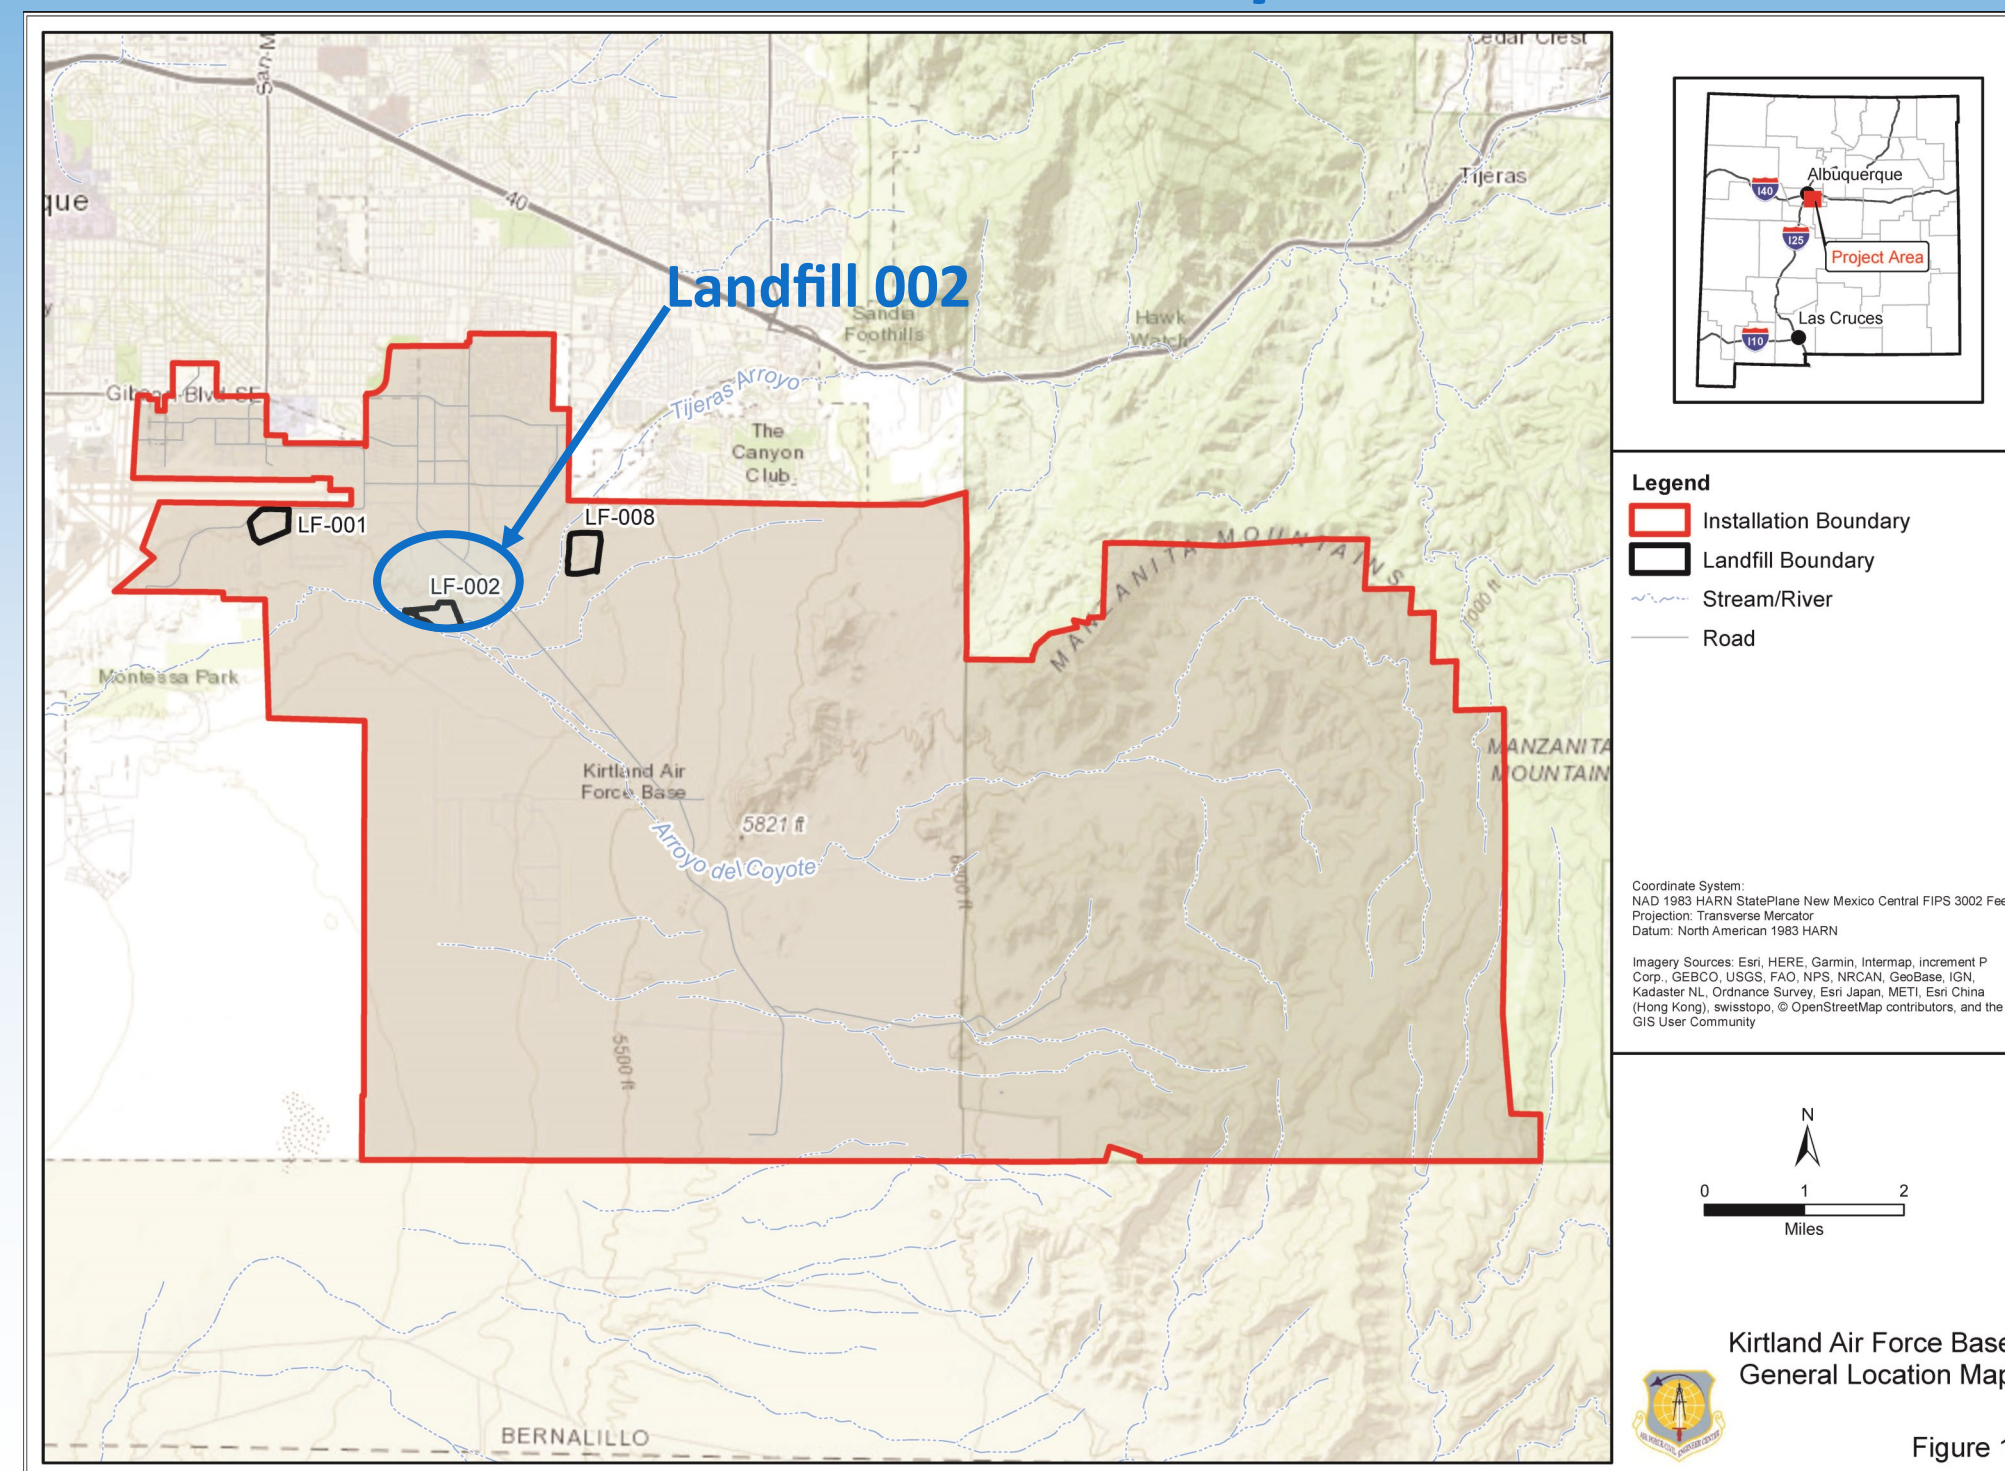 San-M
Cedar Crest
que
40
Tijeras
Landfill 002
Sandia
Foothills
Hawk
Watch
Tijeras Arroyo
Gibson Blvd SE
The
Canyon
Club
LF-001
LF-008
LF-002
MANZANITA MOUNTAINS
7000 ft
Montessa Park
MANZANITA
MOUNTAIN
Kirtland Air
Force Base
5821 ft
Arroyo del Coyote
6000 ft
5500 ft
BERNALILLO
Albuquerque
I40
I25
Project Area
Las Cruces
I10
Legend
Installation Boundary
Landfill Boundary
Stream/River
Road
Coordinate System:
NAD 1983 HARN StatePlane New Mexico Central FIPS 3002 Fee
Projection: Transverse Mercator
Datum: North American 1983 HARN
Imagery Sources: Esri, HERE, Garmin, Intermap, increment P
Corp., GEBCO, USGS, FAO, NPS, NRCAN, GeoBase, IGN,
Kadaster NL, Ordnance Survey, Esri Japan, METI, Esri China
(Hong Kong), swisstopo, © OpenStreetMap contributors, and the
GIS User Community
N
0 1 2
Miles
Kirtland Air Force Base
General Location Map
AIR FORCE CIVIL ENGINEER CENTER
Figure 1